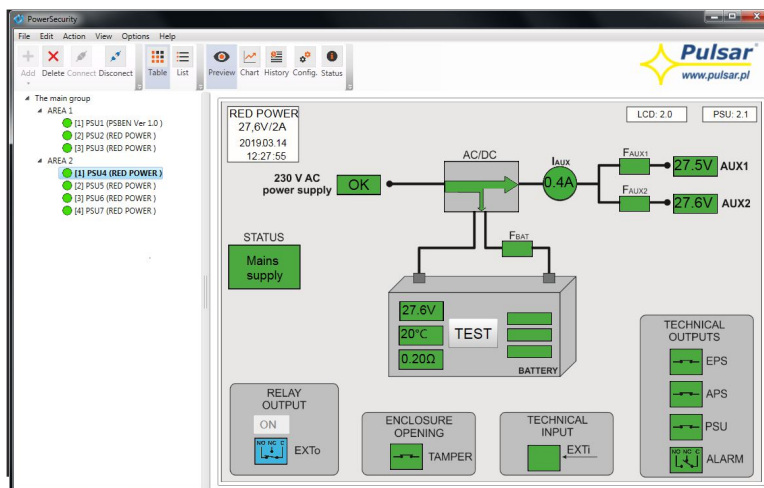 PowerSecurity
File Edit Action View Options Help
Add Delete Connect Disconect Table List Preview Chart History Config. Status
Pulsar®
www.pulsar.pl
The main group
AREA 1
[1] PSU1 (PSBEN Ver 1.0 )
[2] PSU2 (RED POWER )
[3] PSU3 (RED POWER )
AREA 2
[1] PSU4 (RED POWER )
[2] PSU5 (RED POWER )
[3] PSU6 (RED POWER )
[4] PSU7 (RED POWER )
RED POWER
27,6V/2A
2019.03.14
12:27:55
LCD: 2.0
PSU: 2.1
230 V AC
power supply
OK
AC/DC
IAUX
0.4A
FAUX1
27.5V AUX1
FAUX2
27.6V AUX2
STATUS
Mains
supply
FBAT
27.6V
20°C
0.20Ω
TEST
BATTERY
RELAY
OUTPUT
ON
NO NC C
EXTo
ENCLOSURE
OPENING
TAMPER
TECHNICAL
INPUT
EXTi
TECHNICAL
OUTPUTS
EPS
APS
PSU
NO NC C
ALARM